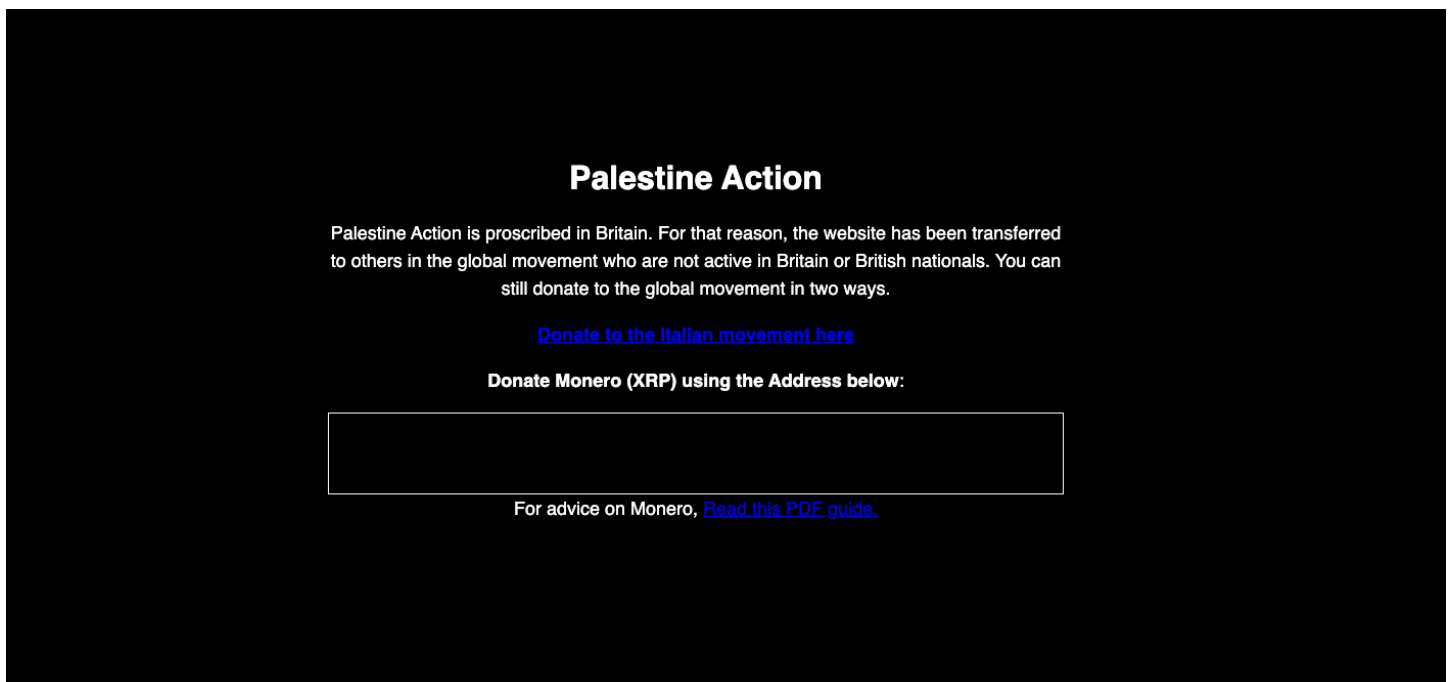 Palestine Action
Palestine Action is proscribed in Britain. For that reason, the website has been transferred
to others in the global movement who are not active in Britain or British nationals. You can
still donate to the global movement in two ways.
Donate to the Italian movement here
Donate Monero (XRP) using the Address below:
For advice on Monero, Read this PDF guide.